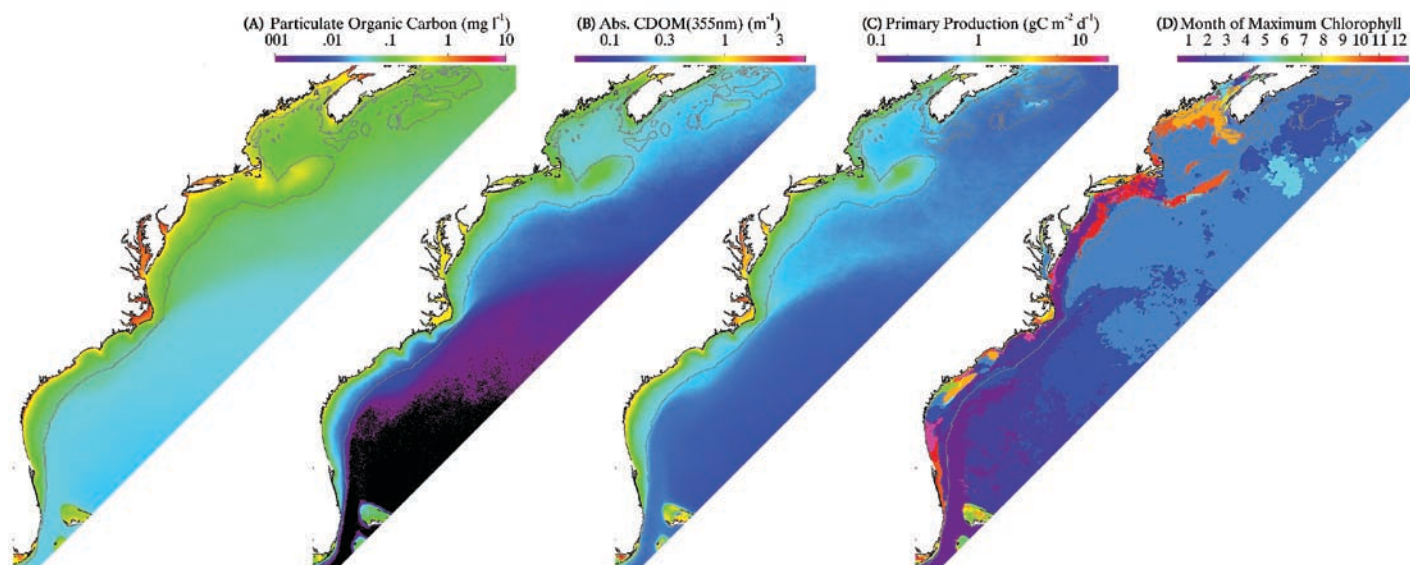 (A) Particulate Organic Carbon (mg l⁻¹)
001 .01 .1 1 10
(B) Abs. CDOM(355nm) (m⁻¹)
0.1 0.3 1 3
(C) Primary Production (gC m⁻² d⁻¹)
0.1 1 10
(D) Month of Maximum Chlorophyll
1 2 3 4 5 6 7 8 9 10 11 12